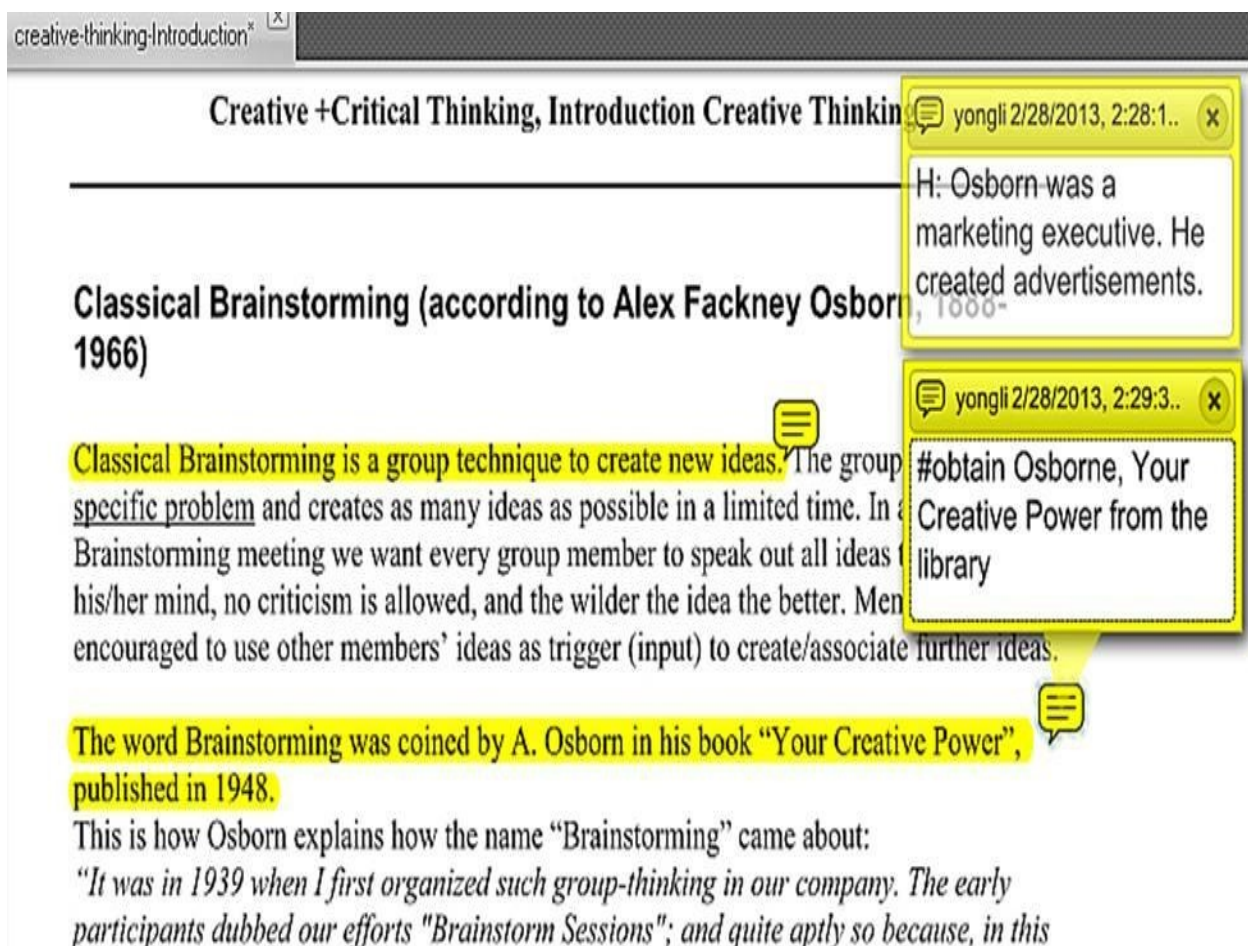 creative-thinking-Introduction*
Creative +Critical Thinking, Introduction Creative Thinking
yongli 2/28/2013, 2:28:1..
H: Osborn was a
marketing executive. He
created advertisements.
Classical Brainstorming (according to Alex Fackney Osborn, 1888-
1966)
yongli 2/28/2013, 2:29:3..
#obtain Osborne, Your
Creative Power from the
library
Classical Brainstorming is a group technique to create new ideas. The group
specific problem and creates as many ideas as possible in a limited time. In
Brainstorming meeting we want every group member to speak out all ideas
his/her mind, no criticism is allowed, and the wilder the idea the better.
encouraged to use other members' ideas as trigger (input) to create/associate further ideas.
The word Brainstorming was coined by A. Osborn in his book “Your Creative Power”,
published in 1948.
This is how Osborn explains how the name “Brainstorming” came about:
“It was in 1939 when I first organized such group-thinking in our company. The early
participants dubbed our efforts "Brainstorm Sessions"; and quite aptly so because, in this